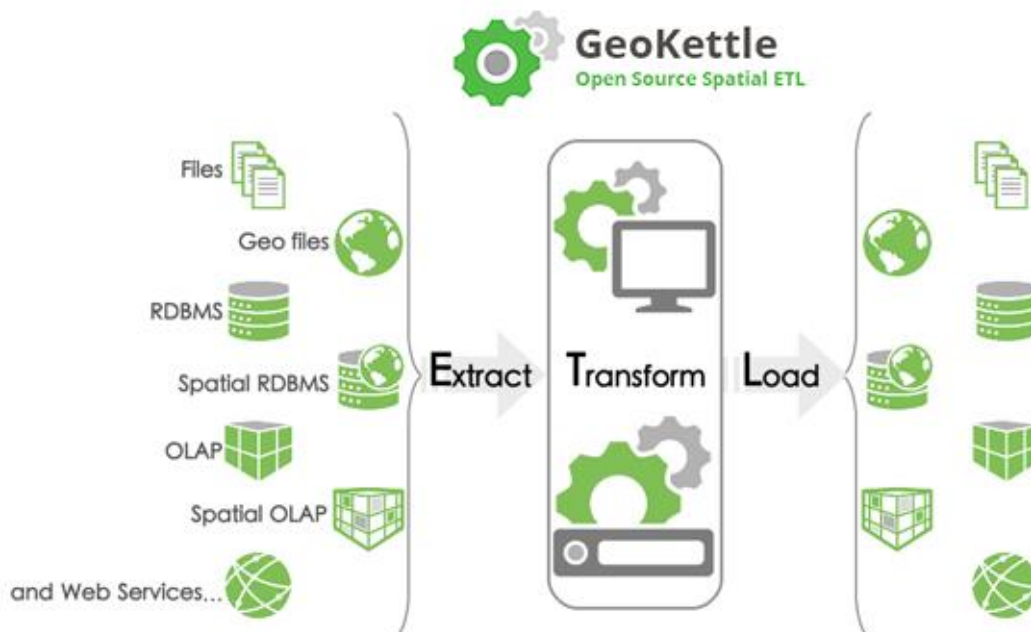 GeoKettle
Open Source Spatial ETL
Files
Geo files
RDBMS
Spatial RDBMS
Extract
Transform
Load
OLAP
Spatial OLAP
and Web Services...